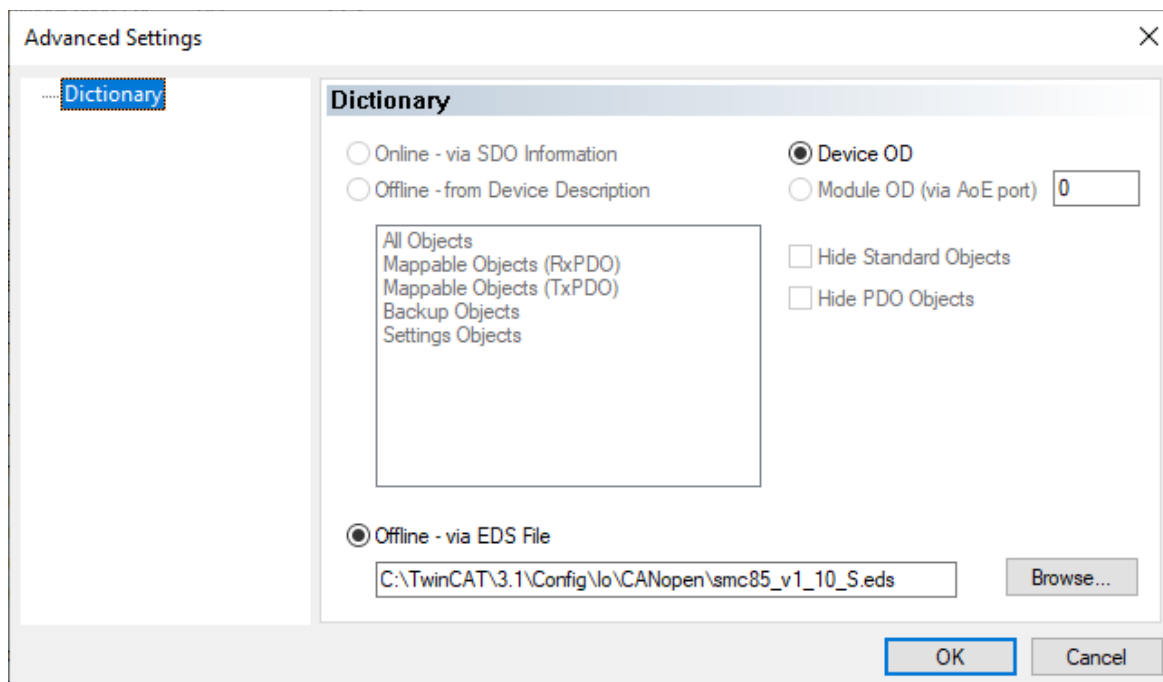 Advanced Settings
Dictionary
Dictionary
Online - via SDO Information
Offline - from Device Description
All Objects
Mappable Objects (RxPDO)
Mappable Objects (TxPDO)
Backup Objects
Settings Objects
Device OD
Module OD (via AoE port) 0
Hide Standard Objects
Hide PDO Objects
Offline - via EDS File
C:\TwinCAT\3.1\Config\Io\CANopen\smc85_v1_10_S.eds
Browse...
OK
Cancel